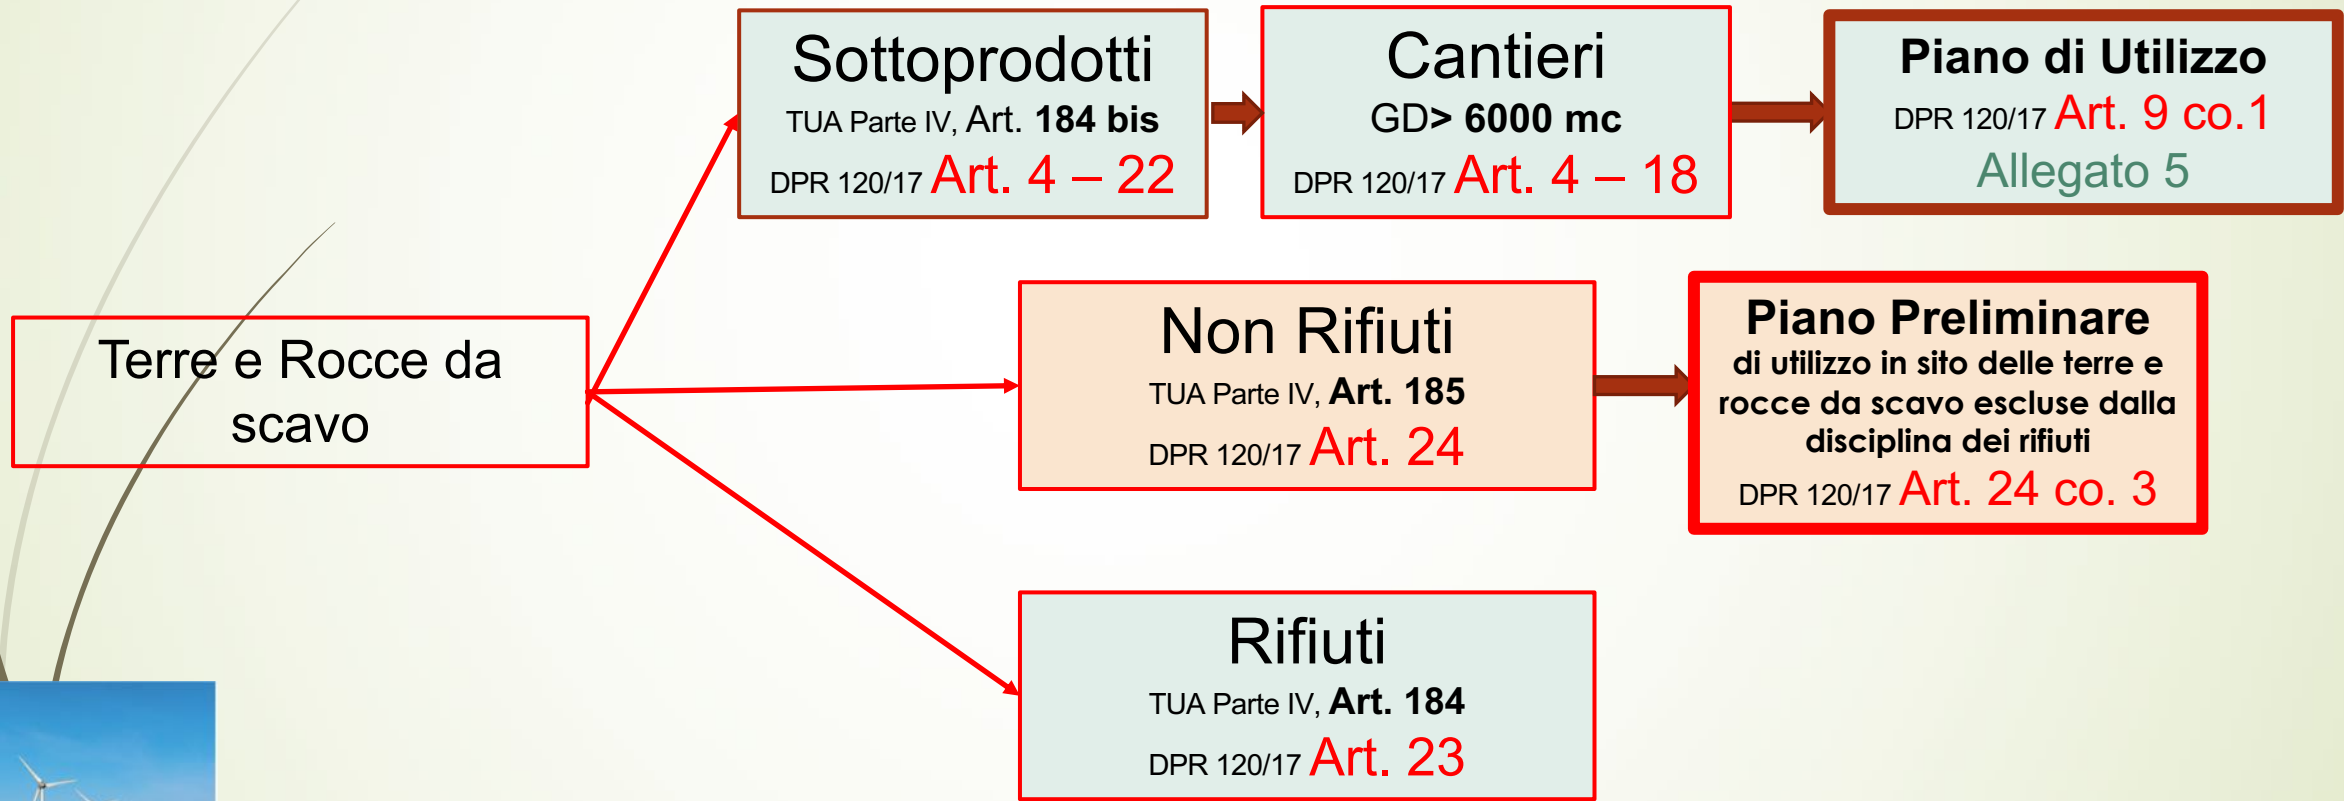 Sottoprodotti
TUA Parte IV, Art. 184 bis
DPR 120/17 Art. 4 – 22
Cantieri
GD> 6000 mc
DPR 120/17 Art. 4 – 18
Piano di Utilizzo
DPR 120/17 Art. 9 co.1
Allegato 5
Terre e Rocce da
scavo
Non Rifiuti
TUA Parte IV, Art. 185
DPR 120/17 Art. 24
Piano Preliminare
di utilizzo in sito delle terre e
rocce da scavo escluse dalla
disciplina dei rifiuti
DPR 120/17 Art. 24 co. 3
Rifiuti
TUA Parte IV, Art. 184
DPR 120/17 Art. 23